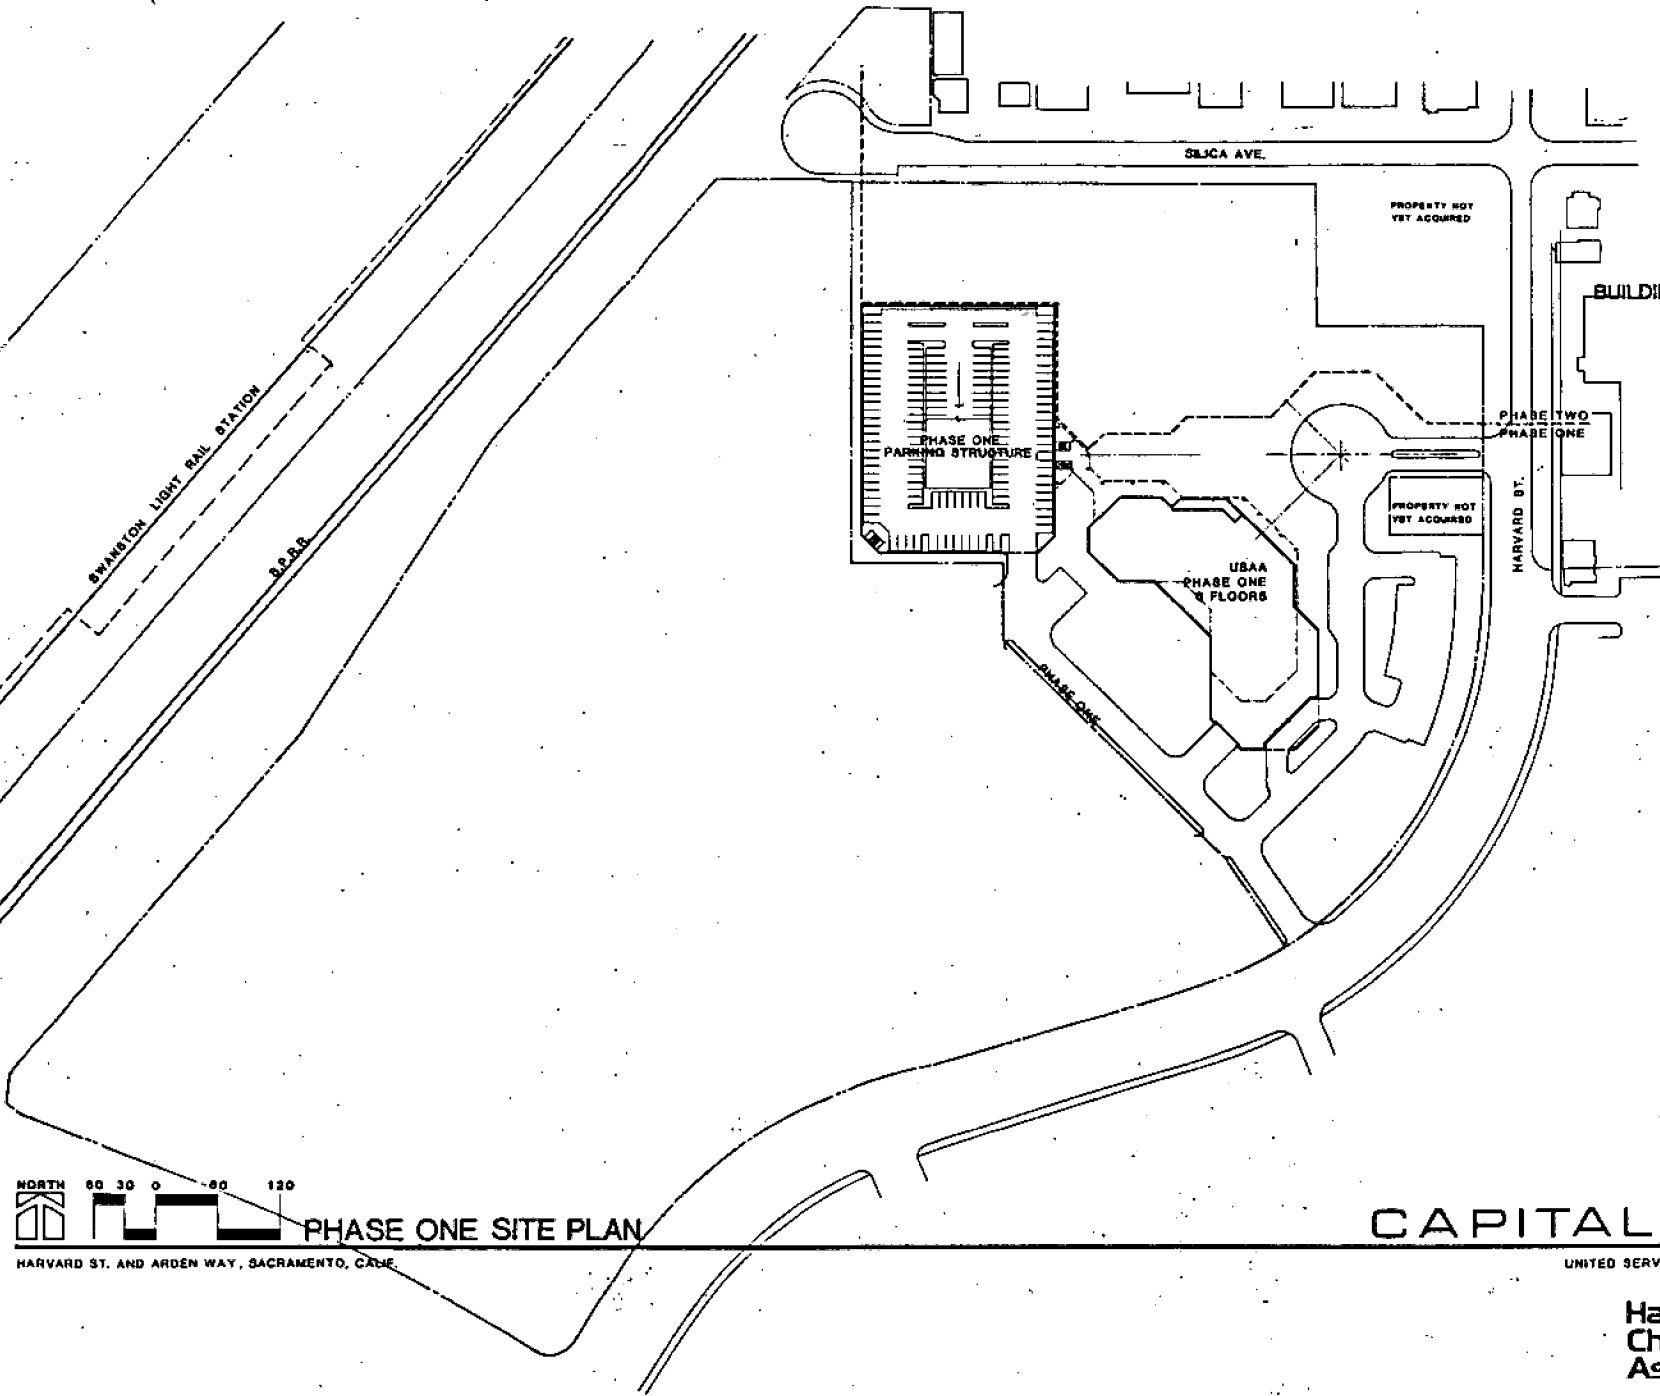 SILICA AVE.
PROPERTY NOT
YET ACQUIRED
BUILDI
SWANSTON LIGHT RAIL STATION
S.P.R.R.
PHASE ONE
PARKING STRUCTURE
PHASE TWO
PHASE ONE
PROPERTY NOT
YET ACQUIRED
HARVARD ST.
USAA
PHASE ONE
FLOORS
PHASE ONE
NORTH
60 30 0 60 120
PHASE ONE SITE PLAN
CAPITAL
HARVARD ST. AND ARDEN WAY, SACRAMENTO, CALIF.
UNITED SERV
Ha
Ch
As